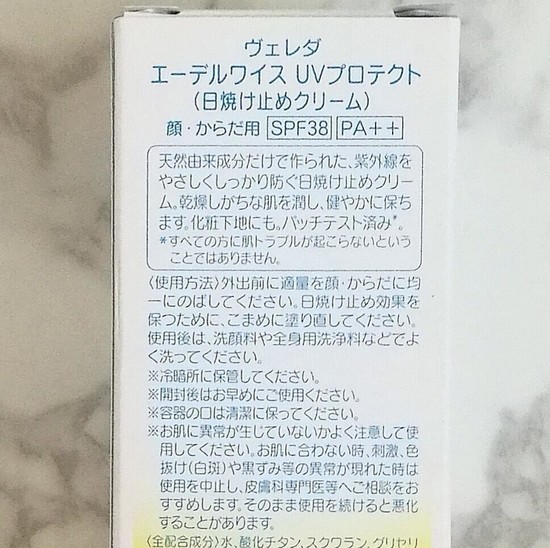 ヴェレダ
エーデルワイス UVプロテクト
(日焼け止めクリーム)
顔・からだ用 SPF38 PA++
天然由来成分だけで作られた、紫外線を
やさしくしっかり防ぐ日焼け止めクリー
ム。乾燥しがちな肌を潤し、健やかに保ち
ます。化粧下地にも。パッチテスト済み*。
*すべての方に肌トラブルが起こらないという
ことではありません。
〈使用方法〉外出前に適量を顔・からだに均
一にのばしてください。日焼け止め効果を
保つために、こまめに塗り直してください。
使用後は、洗顔料や全身用洗浄料などでよ
く洗ってください。
※冷暗所に保管してください。
※開封後はお早めにご使用ください。
※容器の口は清潔に保ってください。
※お肌に異常が生じていないかよく注意して使
用してください。お肌に合わない時、刺激、色
抜け(白斑)や黒ずみ等の異常が現れた時は
使用を中止し、皮膚科専門医等へご相談をお
すすめします。そのまま使用を続けると悪化
することがあります。
〈全配合成分〉水、酸化チタン、スクワラン、グリセリ